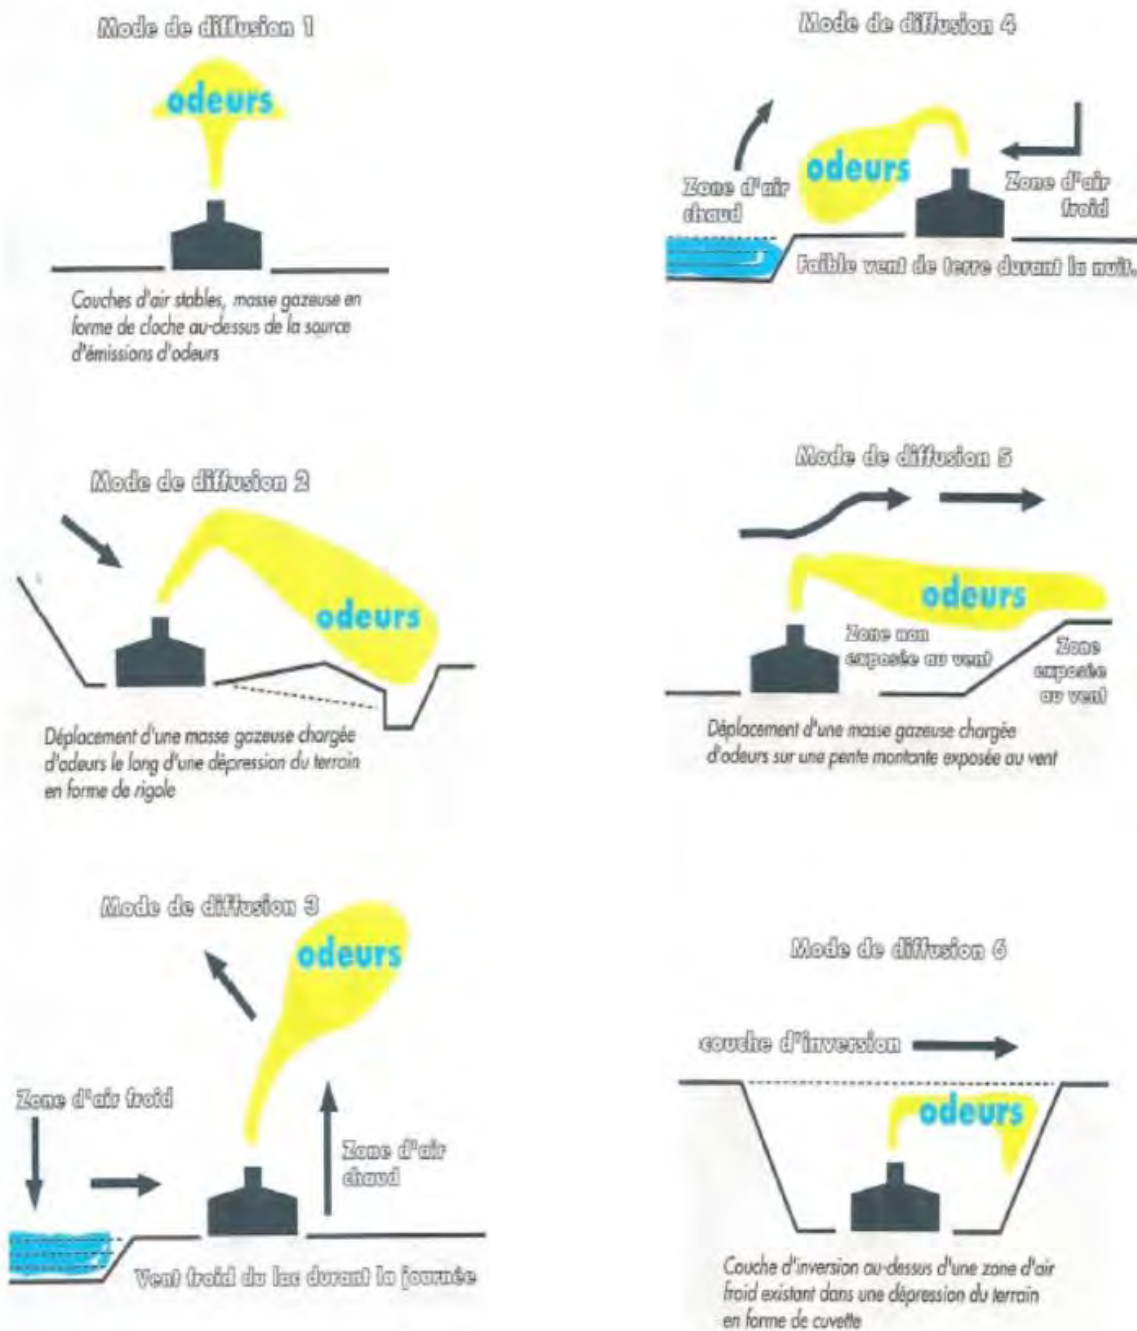 Mode de diffusion 1
odeurs
Couches d'air stables, masse gazeuse en
forme de cloche au-dessus de la source
d'émissions d'odeurs
Mode de diffusion 2
odeurs
Déplacement d'une masse gazeuse chargée
d'odeurs le long d'une dépression du terrain
en forme de rigole
Mode de diffusion 3
odeurs
Zone d'air froid
Zone d'air
chaud
Vent froid du lac durant la journée
Mode de diffusion 4
odeurs
Zone d'air
chaud
Zone d'air
froid
Faible vent de terre durant la nuit.
Mode de diffusion 5
odeurs
Zone non
exposée au vent
Zone
exposée
au vent
Déplacement d'une masse gazeuse chargée
d'odeurs sur une pente montante exposée au vent
Mode de diffusion 6
couche d'inversion
odeurs
Couche d'inversion au-dessus d'une zone d'air
froid existant dans une dépression du terrain
en forme de cuvette